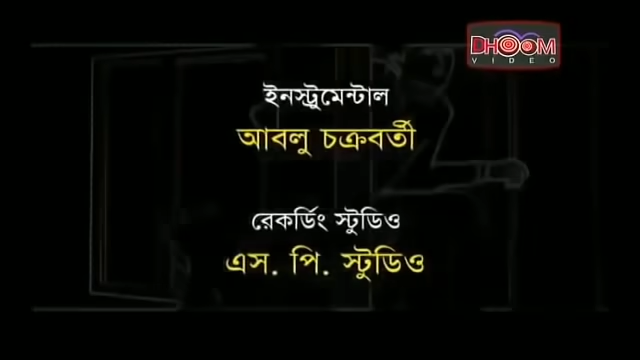 DHOOM
VIDEO
ইনস্ট্রুমেন্টাল
আবলু চক্রবর্তী
রেকর্ডিং স্টুডিও
এস. পি. স্টুডিও